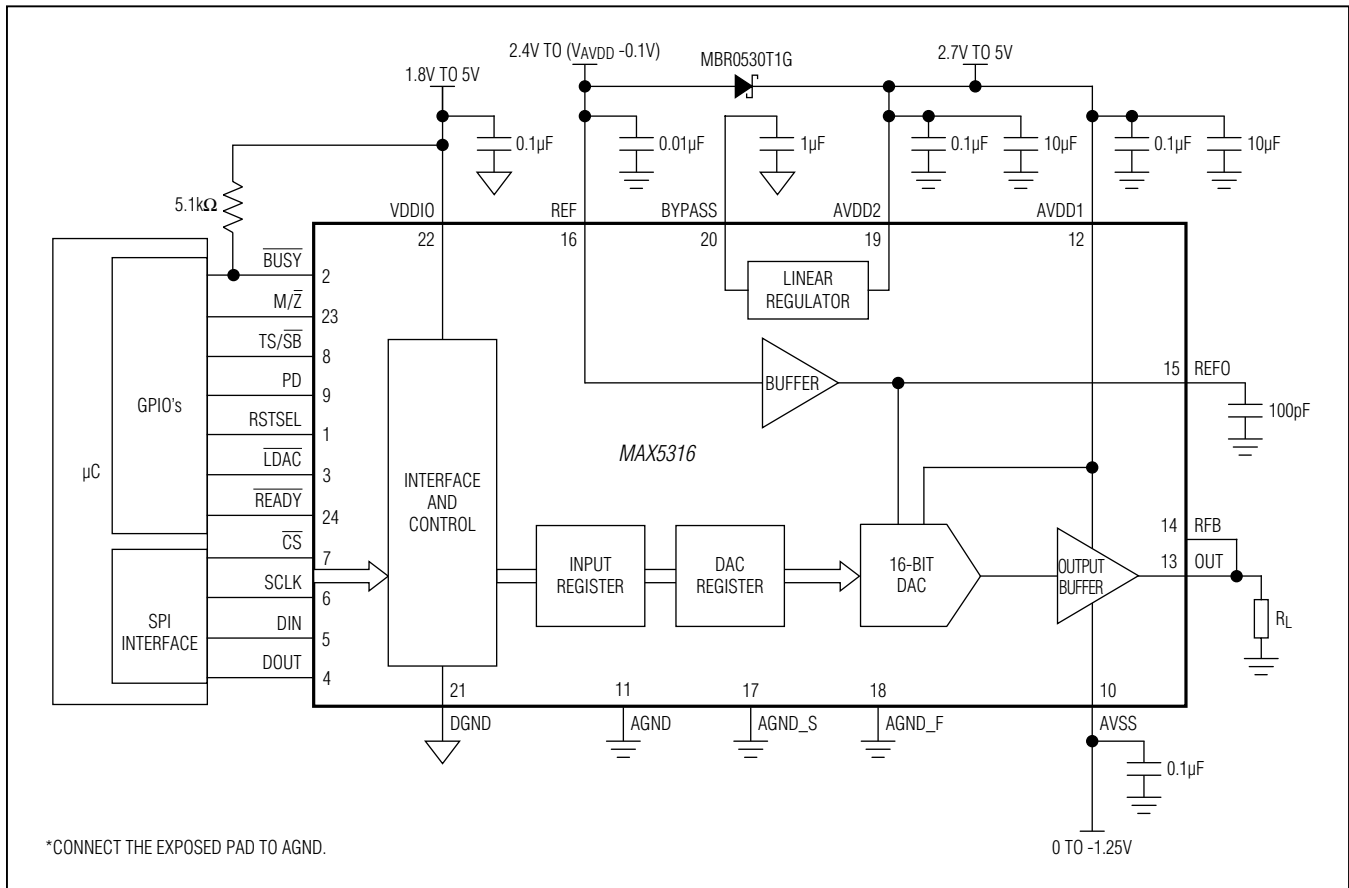 2.4V TO (VAVDD -0.1V)
MBR0530T1G
2.7V TO 5V
1.8V TO 5V
0.1µF
0.01µF
1µF
0.1µF
10µF
0.1µF
10µF
5.1kΩ
VDDIO
REF
BYPASS
AVDD2
AVDD1
22
16
20
19
12
B̅U̅S̅Y̅
2
M/Z̅
23
TS/S̅B̅
8
PD
9
RSTSEL
1
L̅D̅A̅C̅
3
R̅E̅A̅D̅Y̅
24
C̅S̅
7
SCLK
6
DIN
5
DOUT
4
GPIO's
µC
SPI
INTERFACE
LINEAR
REGULATOR
BUFFER
15
REFO
100pF
MAX5316
INTERFACE
AND
CONTROL
INPUT
REGISTER
DAC
REGISTER
16-BIT
DAC
OUTPUT
BUFFER
14
RFB
13
OUT
RL
21
11
17
18
10
DGND
AGND
AGND_S
AGND_F
AVSS
0.1µF
0 TO -1.25V
*CONNECT THE EXPOSED PAD TO AGND.